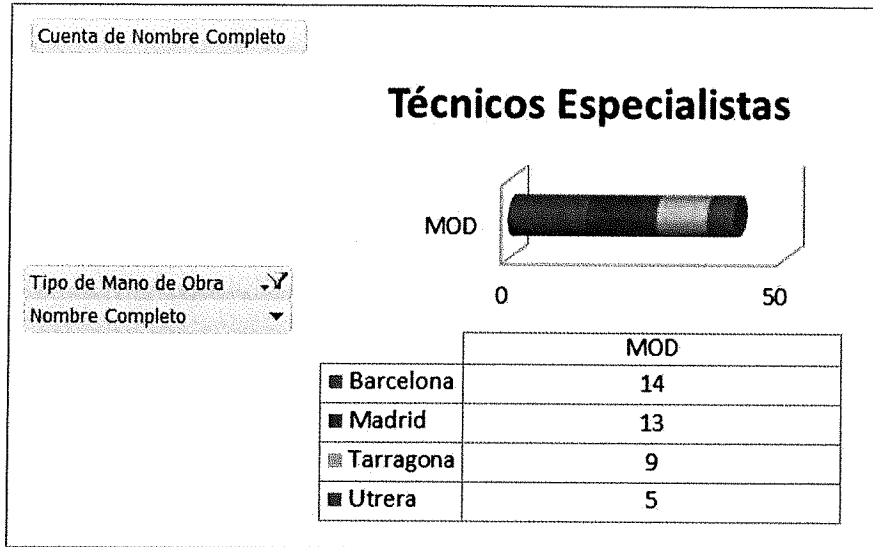 Cuenta de Nombre Completo
Técnicos Especialistas
MOD
0 50
Tipo de Mano de Obra
Nombre Completo
MOD
Barcelona 14
Madrid 13
Tarragona 9
Utrera 5